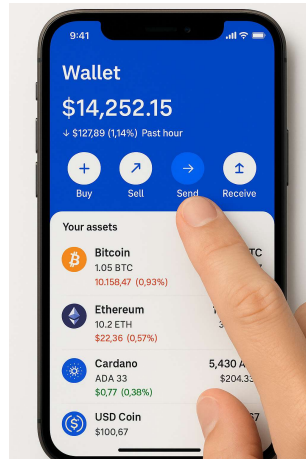 9:41
Wallet
$14,252.15
↓ $127,89 (1,14%) Past hour
Buy Sell Send Receive
Your assets
Bitcoin
1.05 BTC
10.158,47 (0,93%)
Ethereum
10.2 ETH
$22,36 (0,57%)
Cardano 5,430
ADA 33 $204.33
$0,77 (0,38%)
USD Coin
$100,67